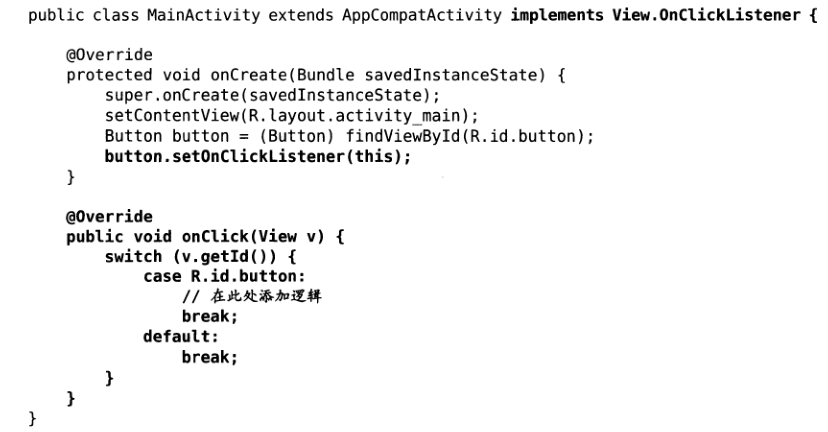 public class MainActivity extends AppCompatActivity implements View.OnClickListener {
@Override
protected void onCreate(Bundle savedInstanceState) {
super.onCreate(savedInstanceState);
setContentView(R.layout.activity_main);
Button button = (Button) findViewById(R.id.button);
button.setOnClickListener(this);
}
@Override
public void onClick(View v) {
switch (v.getId()) {
case R.id.button:
// 在此处添加逻辑
break;
default:
break;
}
}
}